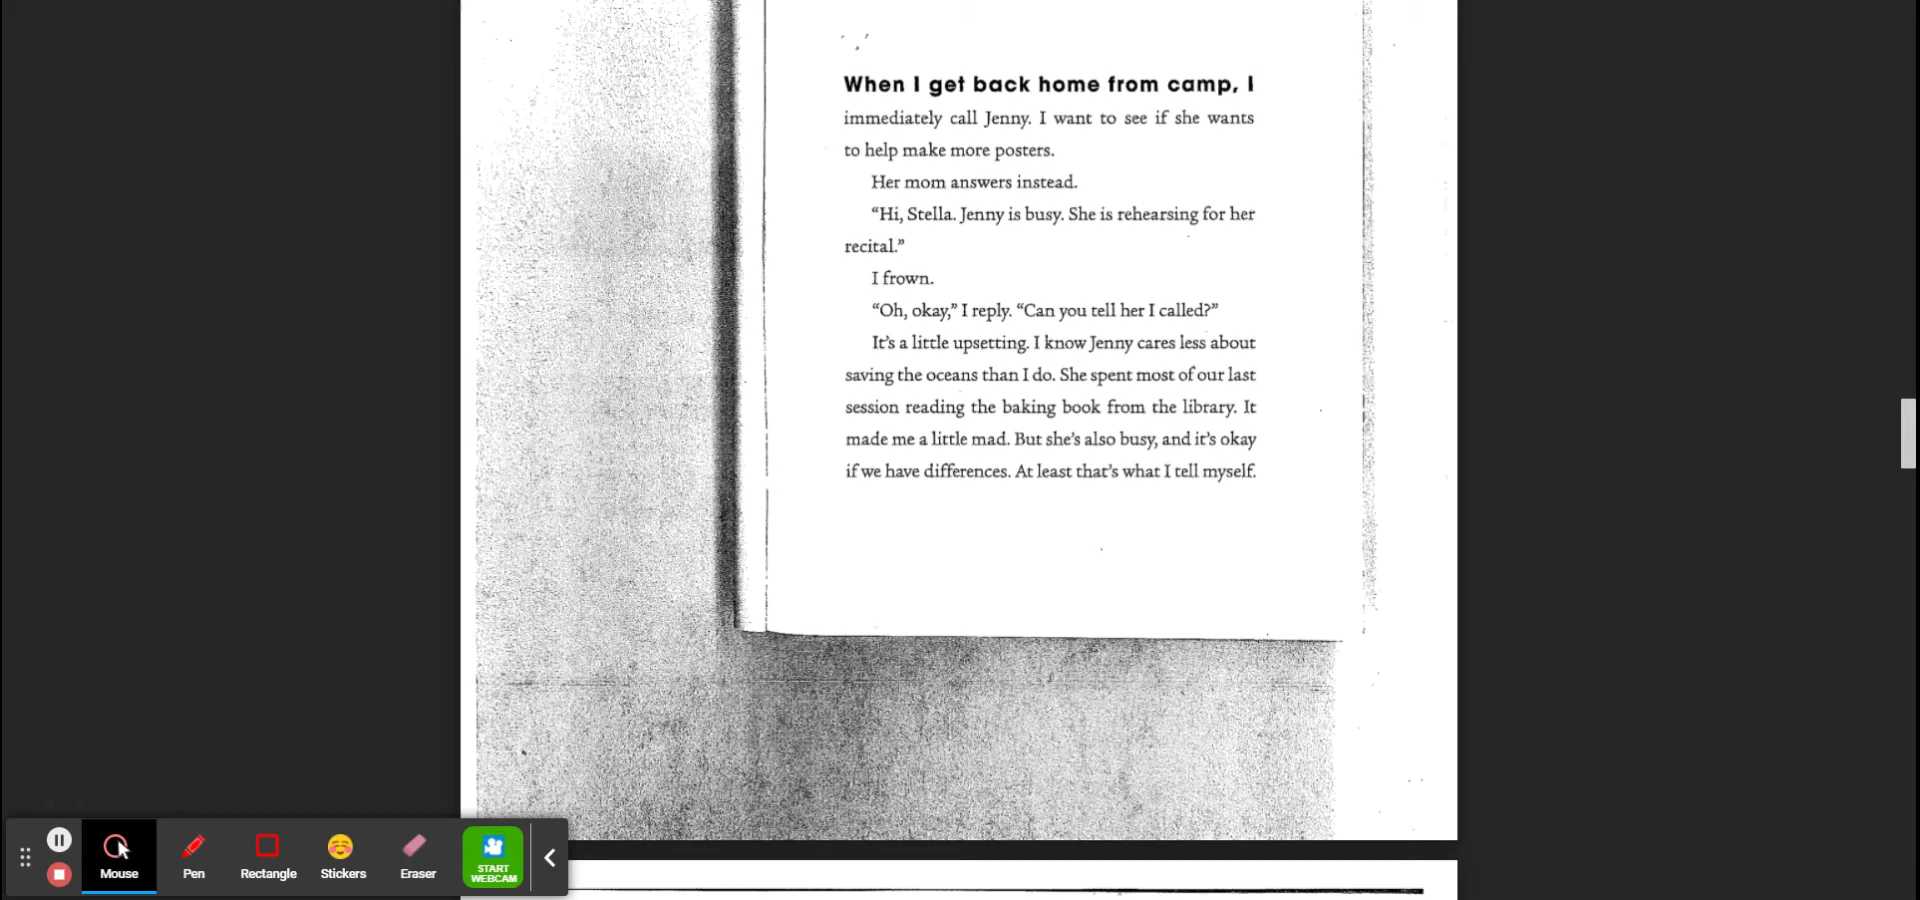 When I get back home from camp, I
immediately call Jenny. I want to see if she wants
to help make more posters.
Her mom answers instead.
“Hi, Stella. Jenny is busy. She is rehearsing for her
recital.”
I frown.
“Oh, okay,” I reply. “Can you tell her I called?”
It’s a little upsetting. I know Jenny cares less about
saving the oceans than I do. She spent most of our last
session reading the baking book from the library. It
made me a little mad. But she’s also busy, and it’s okay
if we have differences. At least that’s what I tell myself.
Mouse
Pen
Rectangle
Stickers
Eraser
START
WEBCAM